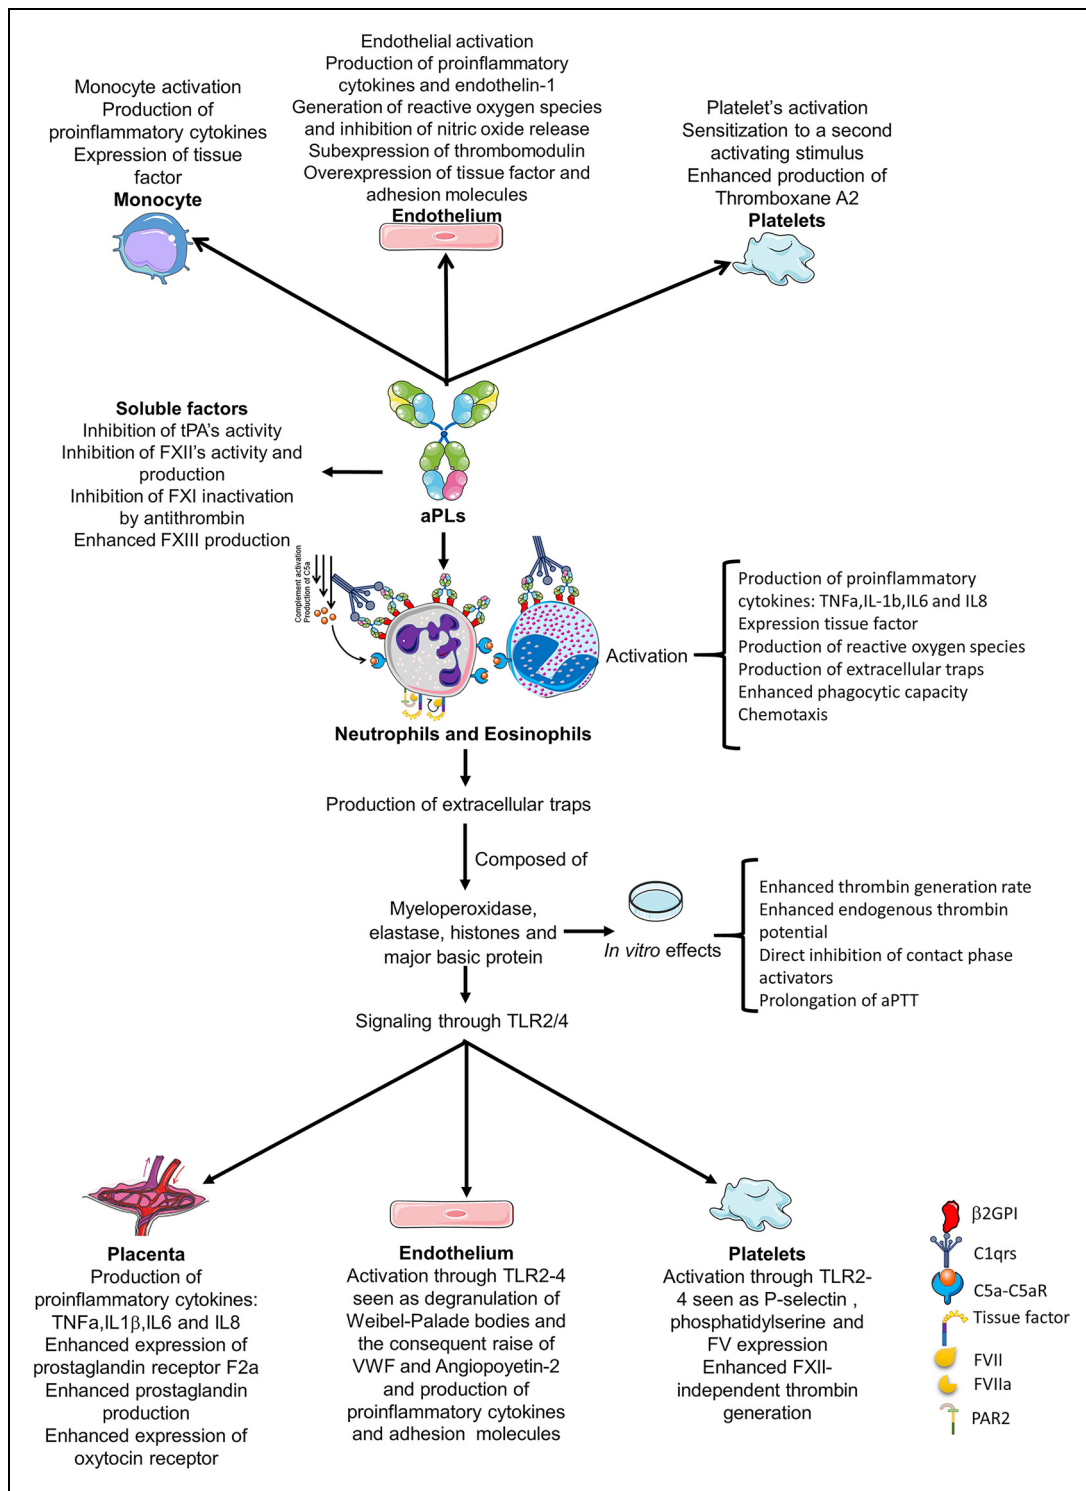 Endothelial activation
Production of proinflammatory
cytokines and endothelin-1
Generation of reactive oxygen species
and inhibition of nitric oxide release
Subexpression of thrombomodulin
Overexpression of tissue factor and
adhesion molecules
Endothelium
Monocyte activation
Production of
proinflammatory cytokines
Expression of tissue
factor
Monocyte
Platelet's activation
Sensitization to a second
activating stimulus
Enhanced production of
Thromboxane A2
Platelets
Soluble factors
Inhibition of tPA's activity
Inhibition of FXII's activity and
production
Inhibition of FXI inactivation
by antithrombin
Enhanced FXIII production
aPLs
Complement activation
Production of C5a
Neutrophils and Eosinophils
Activation
Production of proinflammatory
cytokines: TNFa,IL-1b,IL6 and IL8
Expression tissue factor
Production of reactive oxygen species
Production of extracellular traps
Enhanced phagocytic capacity
Chemotaxis
Production of extracellular traps
Composed of
Myeloperoxidase,
elastase, histones and
major basic protein
In vitro effects
Enhanced thrombin generation rate
Enhanced endogenous thrombin
potential
Direct inhibition of contact phase
activators
Prolongation of aPTT
Signaling through TLR2/4
Placenta
Production of
proinflammatory cytokines:
TNFa,IL1β,IL6 and IL8
Enhanced expression of
prostaglandin receptor F2a
Enhanced prostaglandin
production
Enhanced expression of
oxytocin receptor
Endothelium
Activation through TLR2-4
seen as degranulation of
Weibel-Palade bodies and
the consequent raise of
VWF and Angiopoyetin-2
and production of
proinflammatory cytokines
and adhesion molecules
Platelets
Activation through TLR2-
4 seen as P-selectin ,
phosphatidylserine and
FV expression
Enhanced FXII-
independent thrombin
generation
β2GPI
C1qrs
C5a-C5aR
Tissue factor
FVII
FVIIa
PAR2